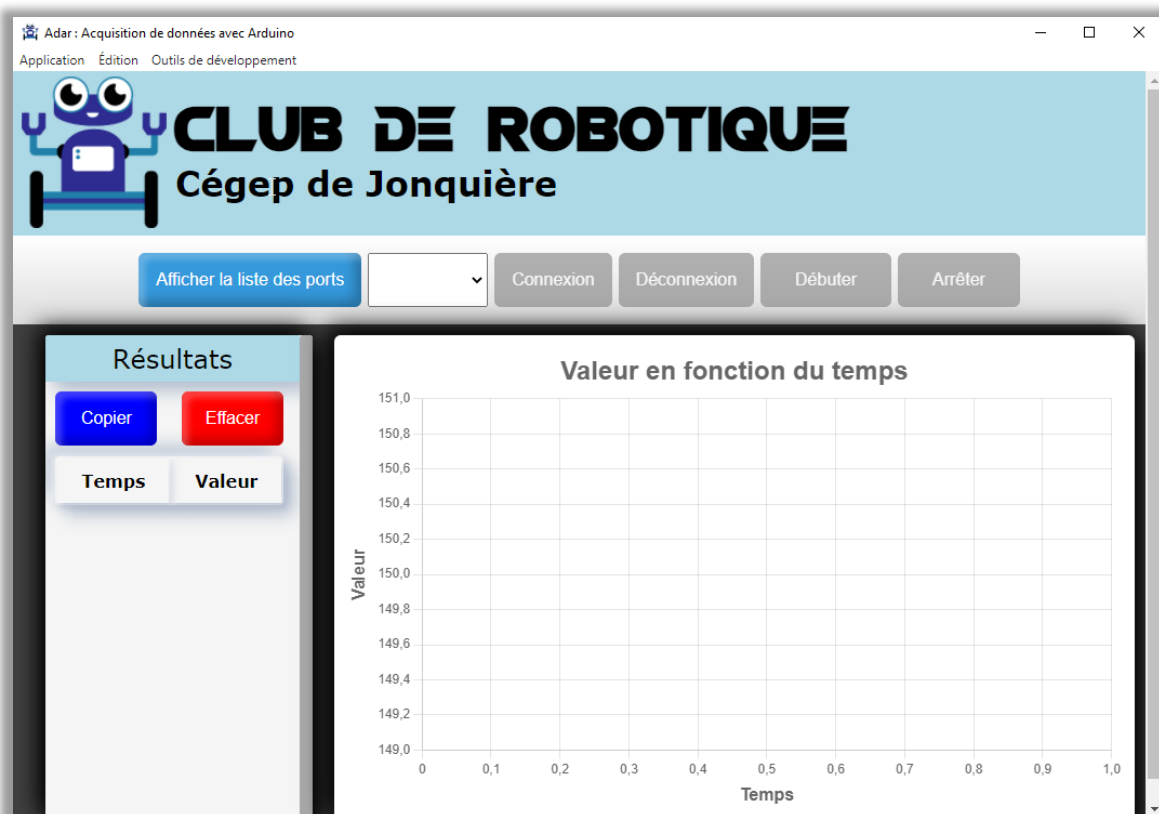 Adar : Acquisition de données avec Arduino
Application Édition Outils de développement
CLUB DE ROBOTIQUE
Cégep de Jonquière
Afficher la liste des ports Connexion Déconnexion Débuter Arrêter
Résultats
Copier Effacer
Temps Valeur
Valeur en fonction du temps
151,0
150,8
150,6
150,4
150,2
150,0
149,8
149,6
149,4
149,2
149,0
Valeur
0 0,1 0,2 0,3 0,4 0,5 0,6 0,7 0,8 0,9 1,0
Temps